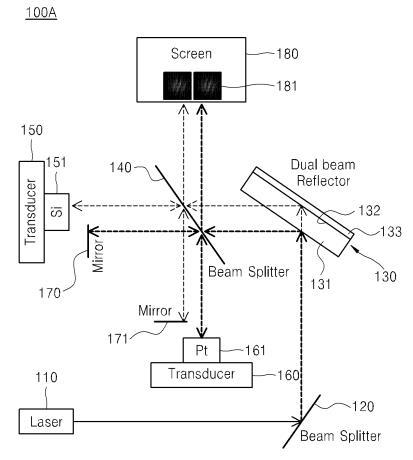 100A
Screen
180
181
150
151
140
Dual beam
Reflector
Transducer
Si
132
133
Mirror
170
Beam Splitter
131
130
Mirror
171
Pt
161
Transducer
160
110
120
Laser
Beam Splitter